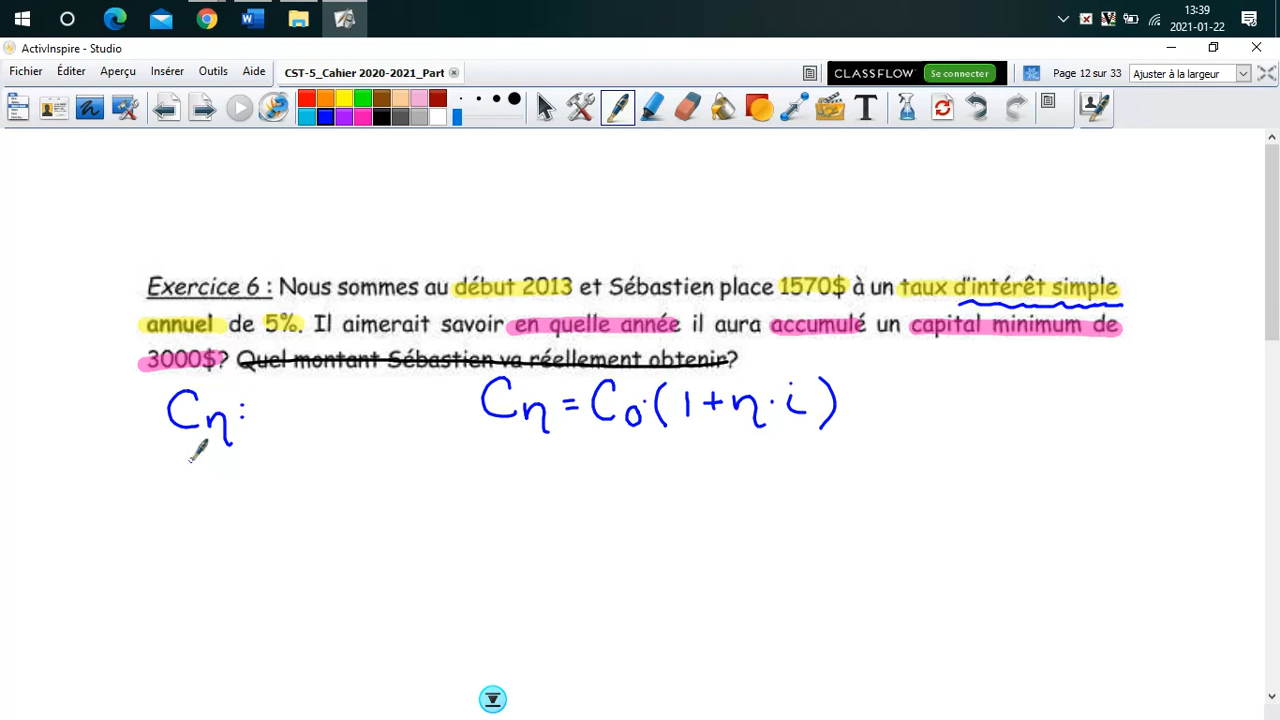 13:39
2021-01-22
ActivInspire - Studio
Fichier Éditer Aperçu Insérer Outils Aide CST-5_Cahier 2020-2021_Part CLASSFLOW Se connecter Page 12 sur 33 Ajuster à la largeur
Exercice 6 : Nous sommes au début 2013 et Sébastien place 1570$ à un taux d'intérêt simple
annuel de 5%. Il aimerait savoir en quelle année il aura accumulé un capital minimum de
3000$? Quel montant Sébastien va réellement obtenir?
Cn: Cn = C0·(1+n·i)